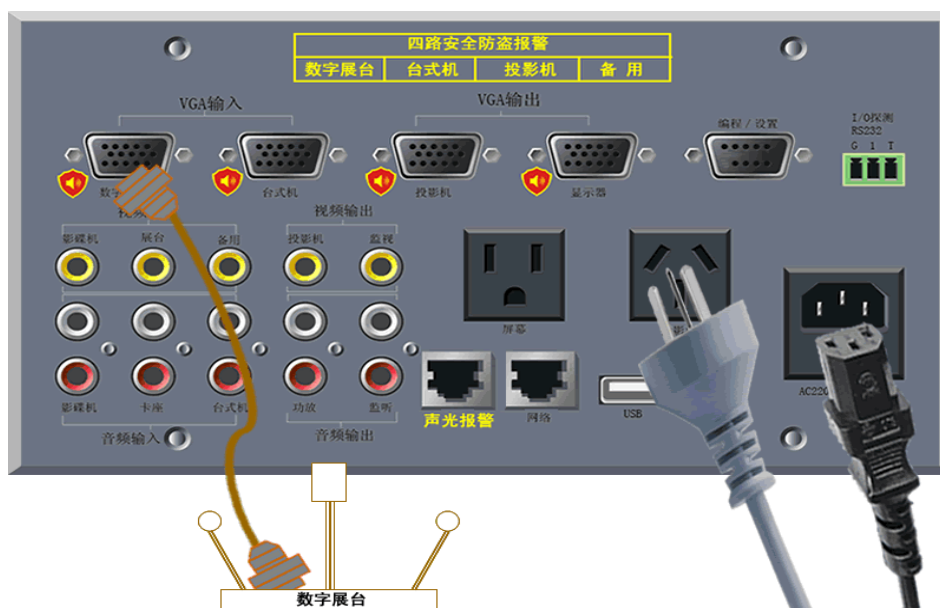 四路安全防盗报警
数字展台 台式机 投影机 备用
VGA输入 VGA输出
编程/设置
I/O探测
RS232
G 1 T
数字 台式机 投影机 显示器
视频 视频输出
影碟机 展台 备用 投影机 监视
屏幕
影碟机 卡座 台式机 功放 监听
声光报警 网络 USB AC220
音频输入 音频输出
数字展台